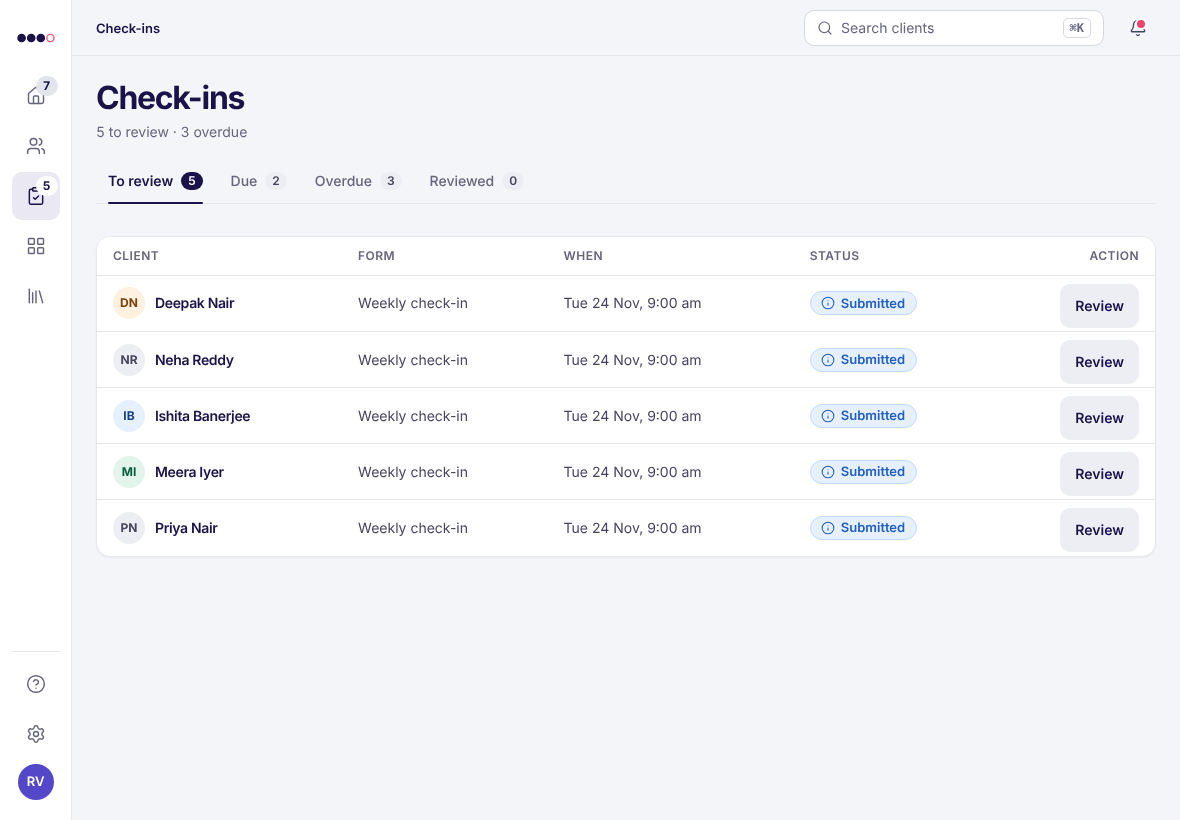 Check-ins
Search clients ⌘K
7
5
Check-ins
5 to review · 3 overdue
To review 5 Due 2 Overdue 3 Reviewed 0
CLIENT FORM WHEN STATUS ACTION
DN Deepak Nair Weekly check-in Tue 24 Nov, 9:00 am Submitted Review
NR Neha Reddy Weekly check-in Tue 24 Nov, 9:00 am Submitted Review
IB Ishita Banerjee Weekly check-in Tue 24 Nov, 9:00 am Submitted Review
MI Meera Iyer Weekly check-in Tue 24 Nov, 9:00 am Submitted Review
PN Priya Nair Weekly check-in Tue 24 Nov, 9:00 am Submitted Review
RV